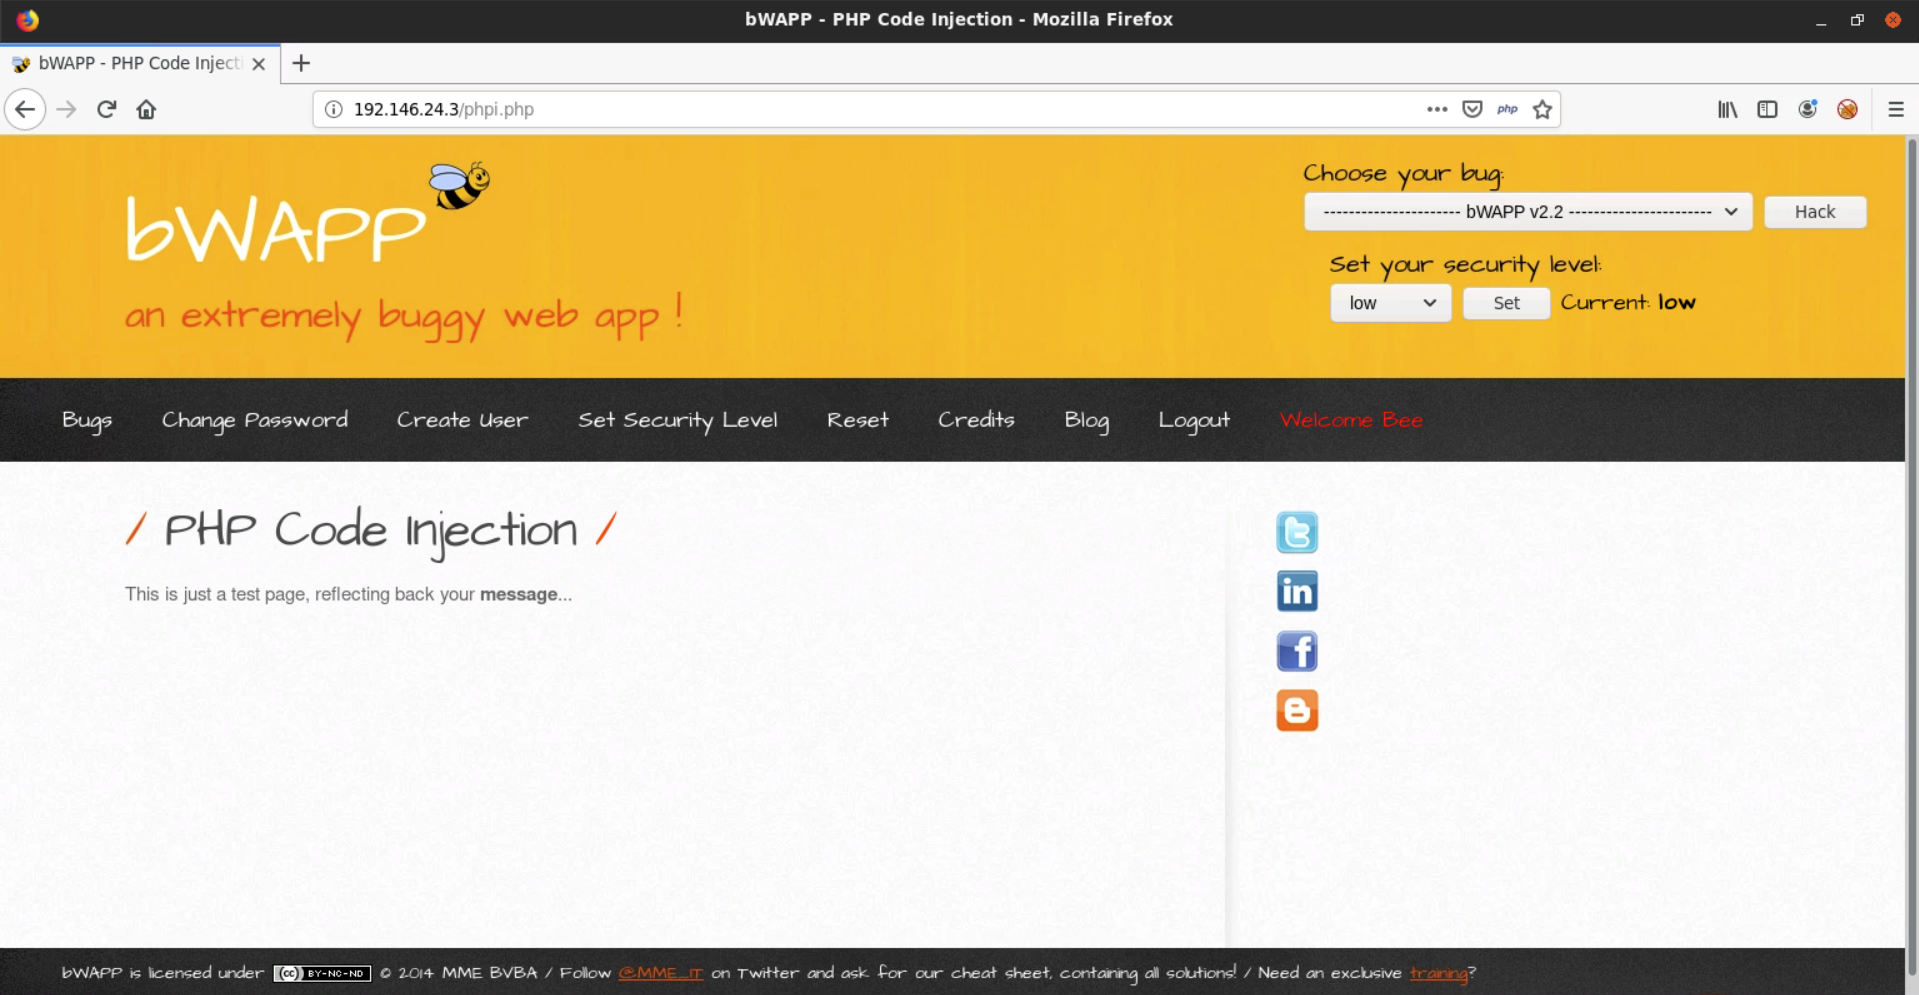 bWAPP - PHP Code Injection - Mozilla Firefox
bWAPP - PHP Code Injecti
192.146.24.3/phpi.php
php
bWAPP
an extremely buggy web app !
Choose your bug:
---------------------- bWAPP v2.2 -----------------------
Hack
Set your security level:
low
Set
Current: low
Bugs
Change Password
Create User
Set Security Level
Reset
Credits
Blog
Logout
Welcome Bee
/ PHP Code Injection /
This is just a test page, reflecting back your message...
t
in
f
B
bWAPP is licensed under cc BY-NC-ND © 2014 MME BVBA / Follow @MME_IT on Twitter and ask for our cheat sheet, containing all solutions! / Need an exclusive training?